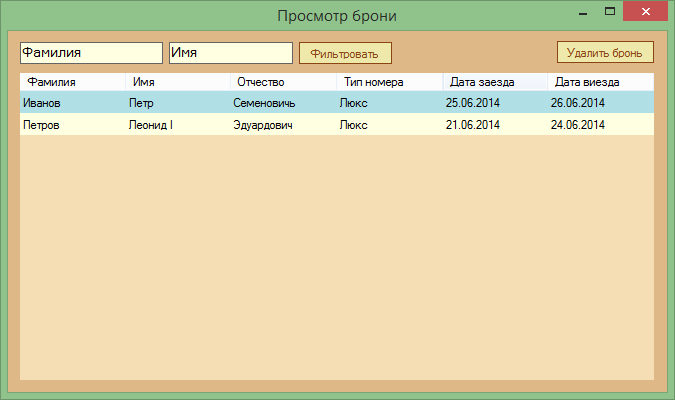 Просмотр брони
Фамилия Имя Фильтровать Удалить бронь
Фамилия Имя Отчество Тип номера Дата заезда Дата виезда
Иванов Петр Семеновичь Люкс 25.06.2014 26.06.2014
Петров Леонид I Эдуардович Люкс 21.06.2014 24.06.2014